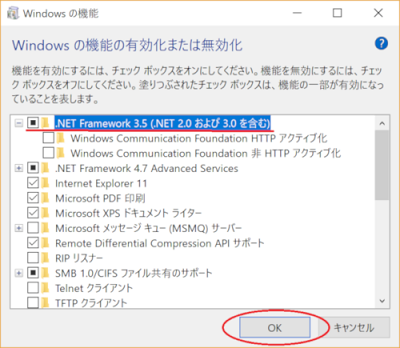 Windows の機能
Windows の機能の有効化または無効化
機能を有効にするには、チェック ボックスをオンにしてください。機能を無効にするには、チェッ
ク ボックスをオフにしてください。塗りつぶされたチェック ボックスは、機能の一部が有効になっ
ていることを表します。
.NET Framework 3.5 (.NET 2.0 および 3.0 を含む)
Windows Communication Foundation HTTP アクティブ化
Windows Communication Foundation 非 HTTP アクティブ化
.NET Framework 4.7 Advanced Services
Internet Explorer 11
Microsoft PDF 印刷
Microsoft XPS ドキュメント ライター
Microsoft メッセージ キュー (MSMQ) サーバー
Remote Differential Compression API サポート
RIP リスナー
SMB 1.0/CIFS ファイル共有のサポート
Telnet クライアント
TFTP クライアント
OK
キャンセル